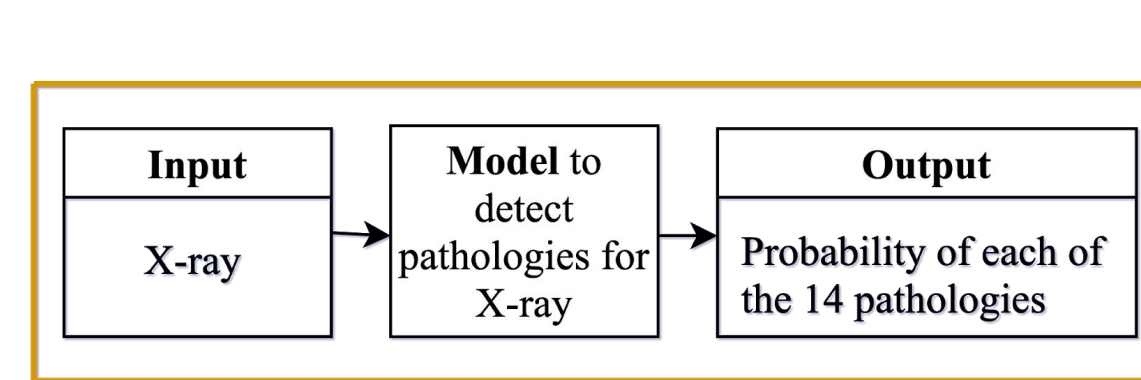 Input
X-ray
Model to
detect
pathologies for
X-ray
Output
Probability of each of
the 14 pathologies